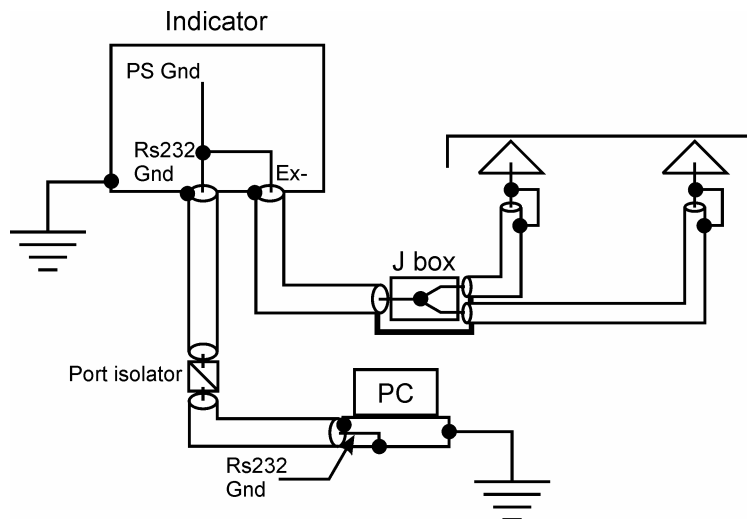 Indicator
PS Gnd
Rs232
Gnd
Ex-
J box
Port isolator
PC
Rs232
Gnd